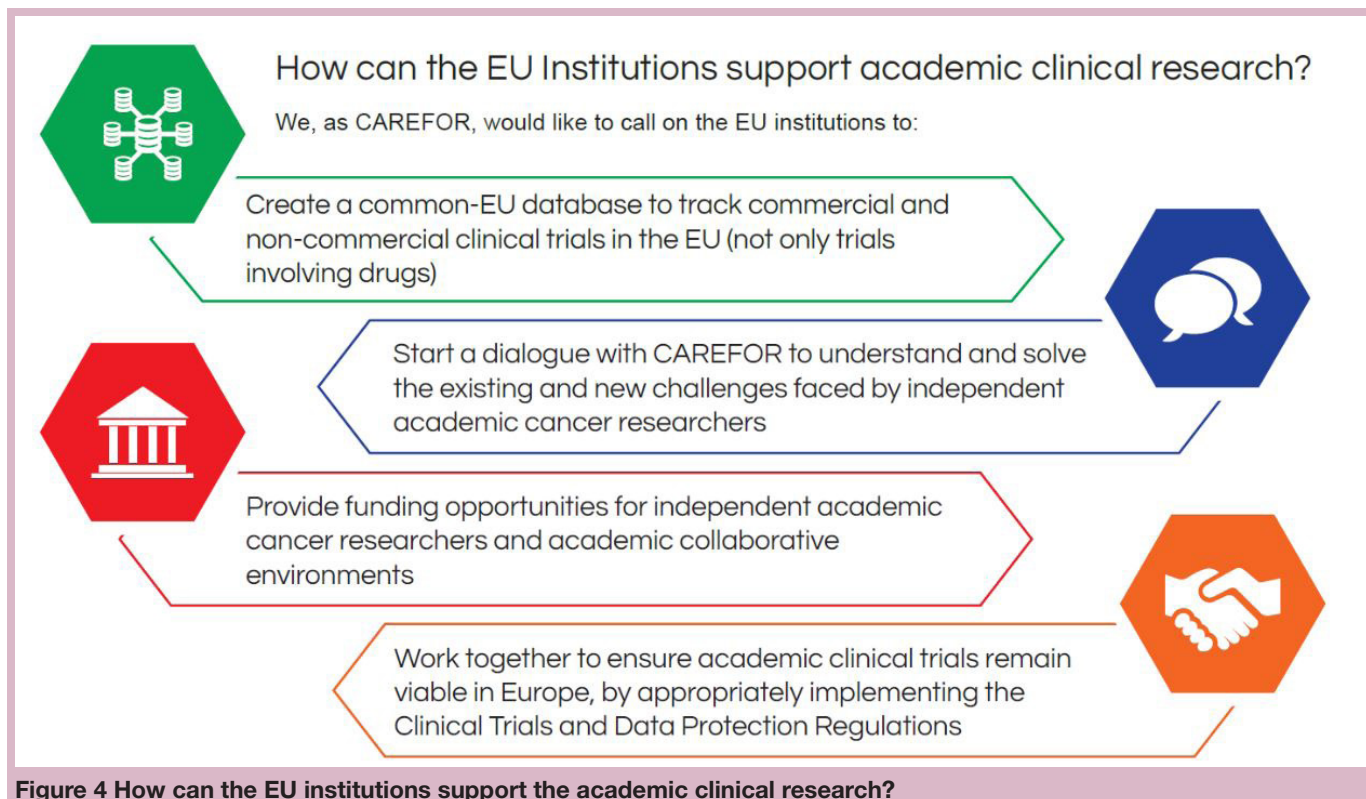 How can the EU Institutions support academic clinical research?
We, as CAREFOR, would like to call on the EU institutions to:
Create a common-EU database to track commercial and
non-commercial clinical trials in the EU (not only trials
involving drugs)
Start a dialogue with CAREFOR to understand and solve
the existing and new challenges faced by independent
academic cancer researchers
Provide funding opportunities for independent academic
cancer researchers and academic collaborative
environments
Work together to ensure academic clinical trials remain
viable in Europe, by appropriately implementing the
Clinical Trials and Data Protection Regulations
Figure 4 How can the EU institutions support the academic clinical research?